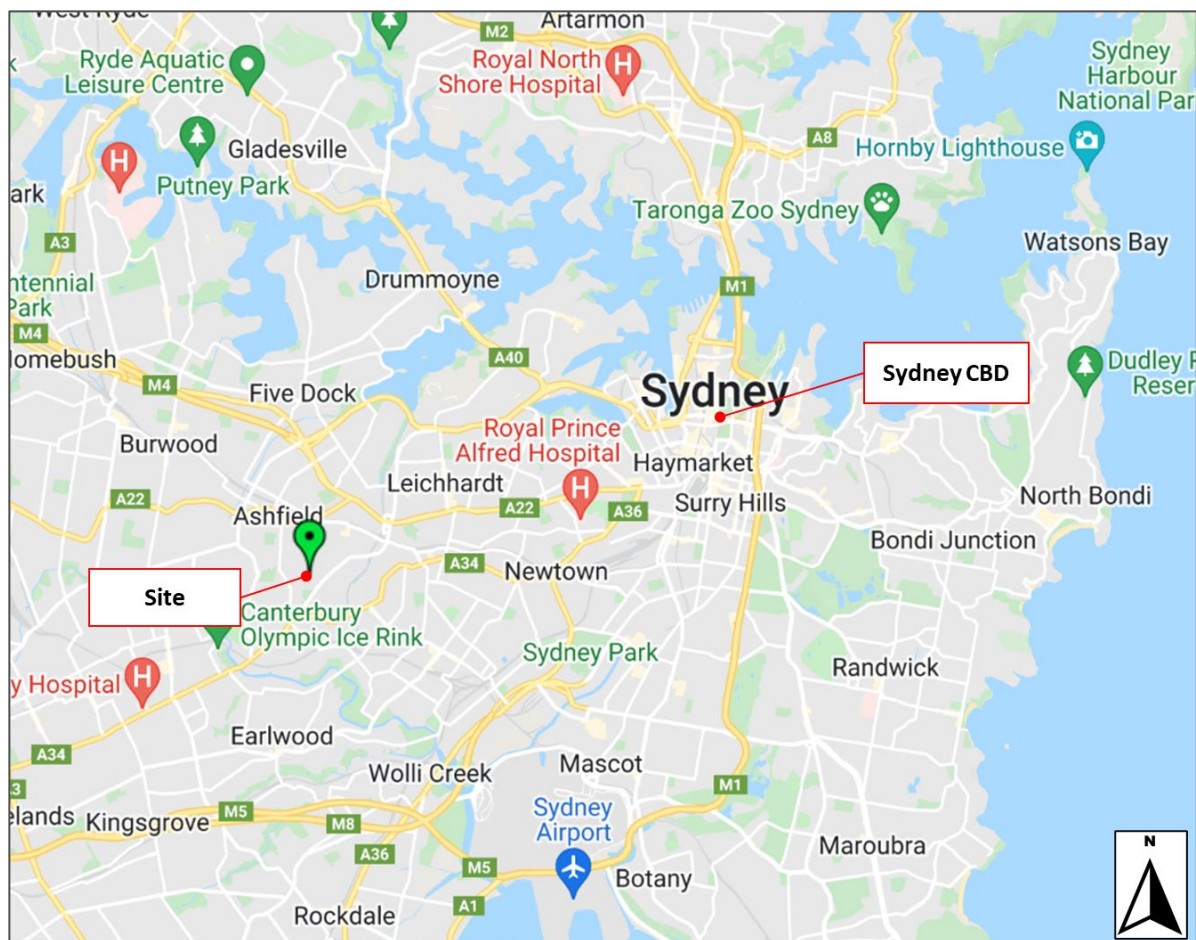 West Ryde
Artarmon
M2
Ryde Aquatic
Leisure Centre
Royal North
Shore Hospital
H
Sydney
Harbour
National Par
A8
Hornby Lighthouse
H
Gladesville
Putney Park
ark
Taronga Zoo Sydney
A3
Watsons Bay
Drummoyne
ntennial
Park
M1
M4
Homebush
A40
M4
Five Dock
Sydney
Sydney CBD
Dudley P
Reser
Burwood
Royal Prince
Alfred Hospital
H
Haymarket
Leichhardt
A22
A22
A36
Surry Hills
North Bondi
Ashfield
Bondi Junction
A34
Newtown
Site
Canterbury
Olympic Ice Rink
Sydney Park
Randwick
y Hospital
H
Earlwood
A34
Mascot
Wolli Creek
M1
3
elands
Kingsgrove
M5
M8
Sydney
Airport
A36
M5
Maroubra
Botany
A1
Rockdale
N